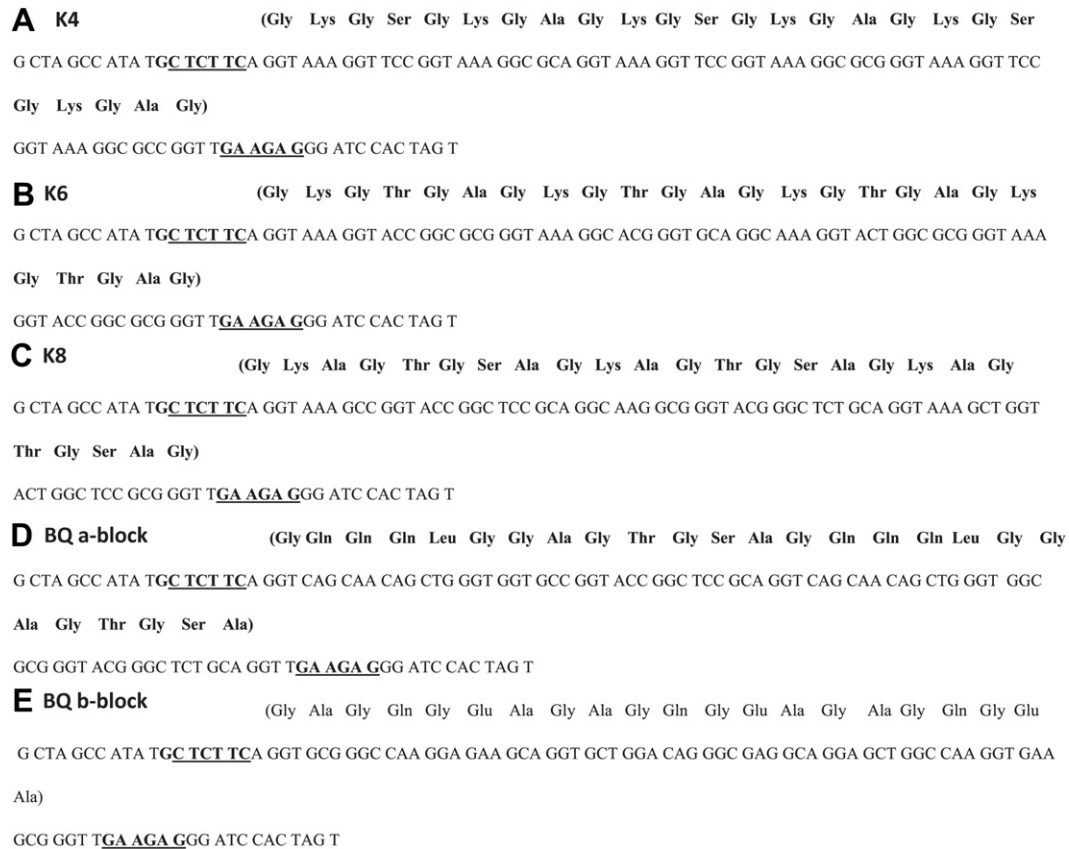 A K4 (Gly Lys Gly Ser Gly Lys Gly Ala Gly Lys Gly Ser Gly Lys Gly Ala Gly Lys Gly Ser
G CTA GCC ATA TGC TCT TCA GGT AAA GGT TCC GGT AAA GGC GCA GGT AAA GGT TCC GGT AAA GGC GCG GGT AAA GGT TCC
Gly Lys Gly Ala Gly)
GGT AAA GGC GCC GGT TGA AGA GGG ATC CAC TAG T
B K6 (Gly Lys Gly Thr Gly Ala Gly Lys Gly Thr Gly Ala Gly Lys Gly Thr Gly Ala Gly Lys
G CTA GCC ATA TGC TCT TCA GGT AAA GGT ACC GGC GCG GGT AAA GGC ACG GGT GCA GGC AAA GGT ACT GGC GCG GGT AAA
Gly Thr Gly Ala Gly)
GGT ACC GGC GCG GGT TGA AGA GGG ATC CAC TAG T
C K8 (Gly Lys Ala Gly Thr Gly Ser Ala Gly Lys Ala Gly Thr Gly Ser Ala Gly Lys Ala Gly
G CTA GCC ATA TGC TCT TCA GGT AAA GCC GGT ACC GGC TCC GCA GGC AAG GCG GGT ACG GGC TCT GCA GGT AAA GCT GGT
Thr Gly Ser Ala Gly)
ACT GGC TCC GCG GGT TGA AGA GGG ATC CAC TAG T
D BQ a-block (Gly Gln Gln Gln Leu Gly Gly Ala Gly Thr Gly Ser Ala Gly Gln Gln Gln Leu Gly Gly
G CTA GCC ATA TGC TCT TCA GGT CAG CAA CAG CTG GGT GGT GCC GGT ACC GGC TCC GCA GGT CAG CAA CAG CTG GGT GGC
Ala Gly Thr Gly Ser Ala)
GCG GGT ACG GGC TCT GCA GGT TGA AGA GGG ATC CAC TAG T
E BQ b-block (Gly Ala Gly Gln Gly Glu Ala Gly Ala Gly Gln Gly Glu Ala Gly Ala Gly Gln Gly Glu
G CTA GCC ATA TGC TCT TCA GGT GCG GGC CAA GGA GAA GCA GGT GCT GGA CAG GGC GAG GCA GGA GCT GGC CAA GGT GAA
Ala)
GCG GGT TGA AGA GGG ATC CAC TAG T